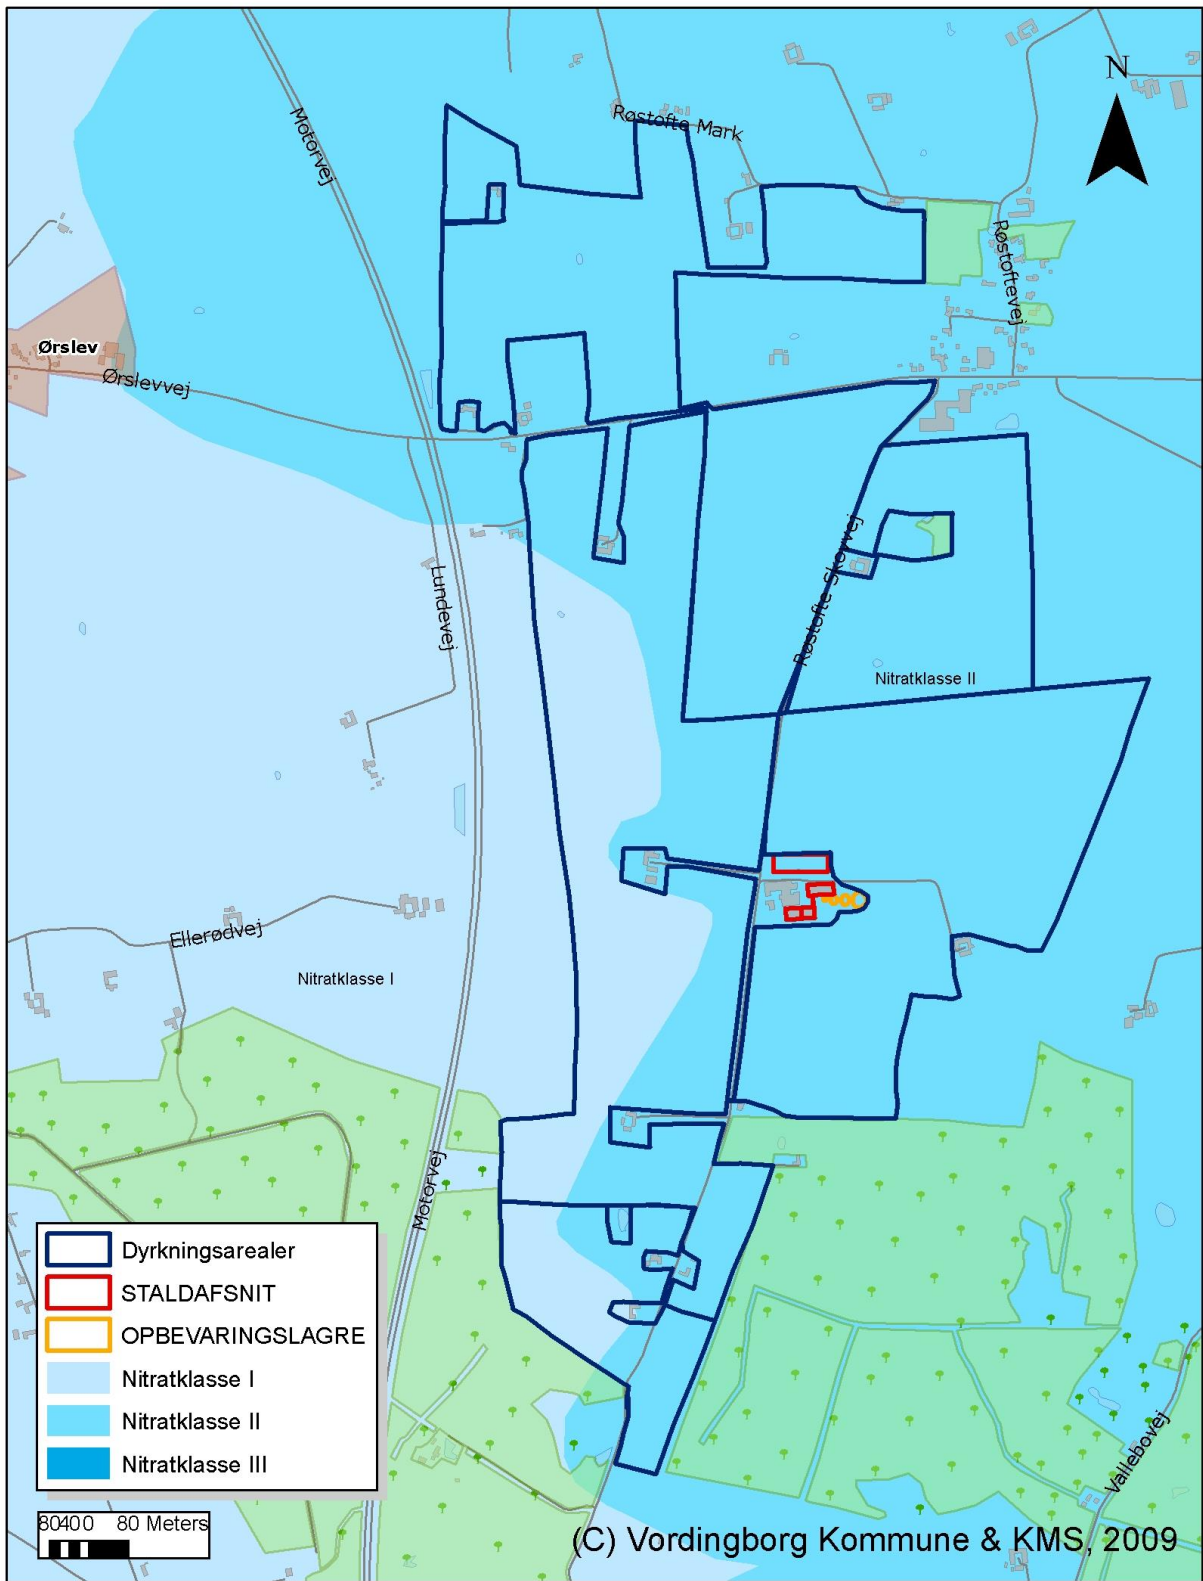 N
Motorvej
Røstofte Mark
Røstoftevej
Ørslev
Ørslevvej
Lundevej
Røstofte Skovvej
Nitratklasse II
Ellerødvej
Nitratklasse I
Motorvej
Vallebovej
Dyrkningsarealer
STALDAFSNIT
OPBEVARINGSLAGRE
Nitratklasse I
Nitratklasse II
Nitratklasse III
80400 80 Meters
(C) Vordingborg Kommune & KMS, 2009